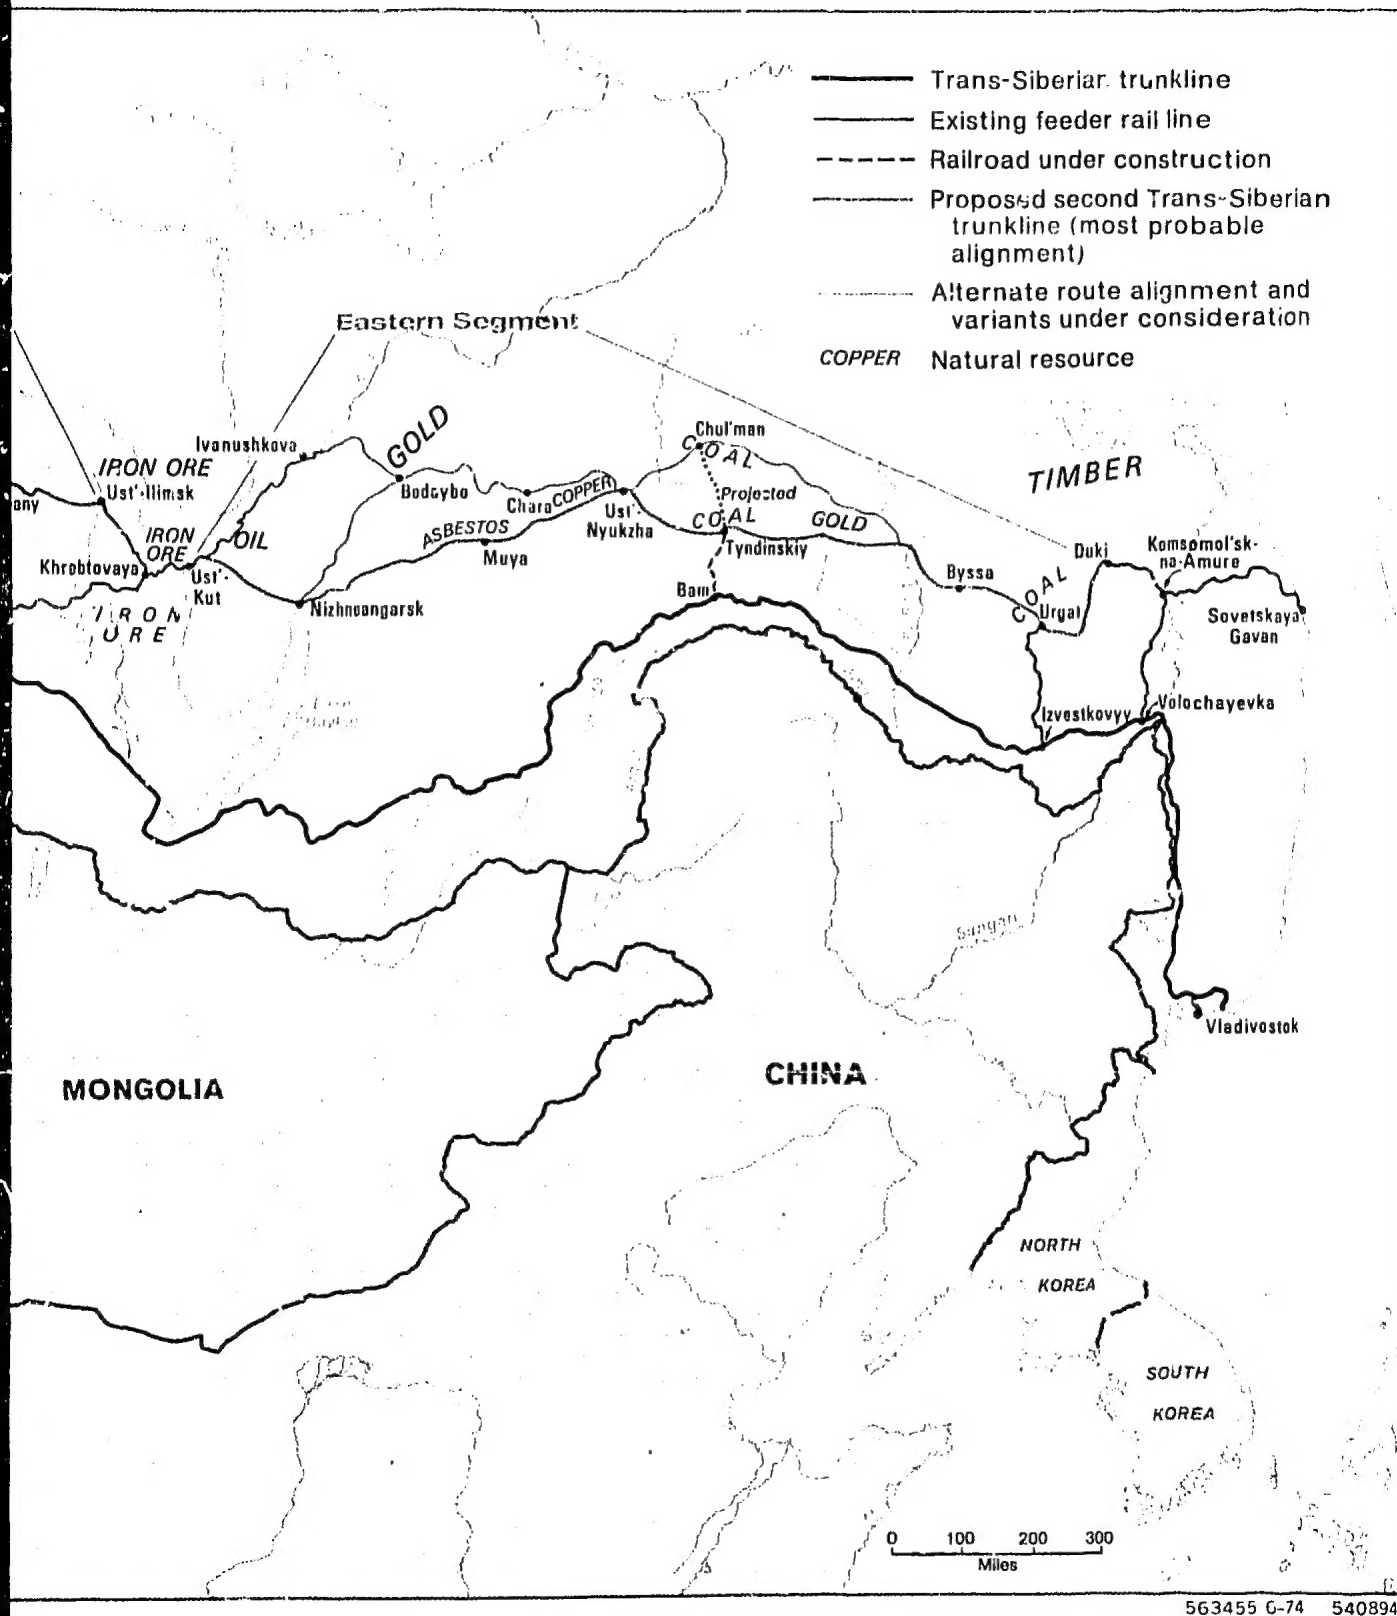 Trans-Siberian trunkline
Existing feeder rail line
Railroad under construction
Proposed second Trans-Siberian
trunkline (most probable
alignment)
Alternate route alignment and
variants under consideration
COPPER Natural resource
Eastern Segment
GOLD
Ivanushkova
Chul'man
COAL
IRON ORE
Ust'-Ilimsk
TIMBER
any
Bodaybo
Chara
COPPER
Projected
IRON
ORE
OIL
ASBESTOS
Ust'-
Nyukzha
COAL
GOLD
Muya
Tyndinskiy
Duki
Komsomol'sk-
na-Amure
Khrebtovaya
Ust'-
Kut
Bam
Byssa
COAL
Urgal
Nizhneangarsk
IRON
ORE
Sovetskaya
Gavan
Izvestkovyy
Volochayevka
Sungari
Vladivostok
MONGOLIA
CHINA
NORTH
KOREA
SOUTH
KOREA
0 100 200 300
Miles
563455 6-74 540894